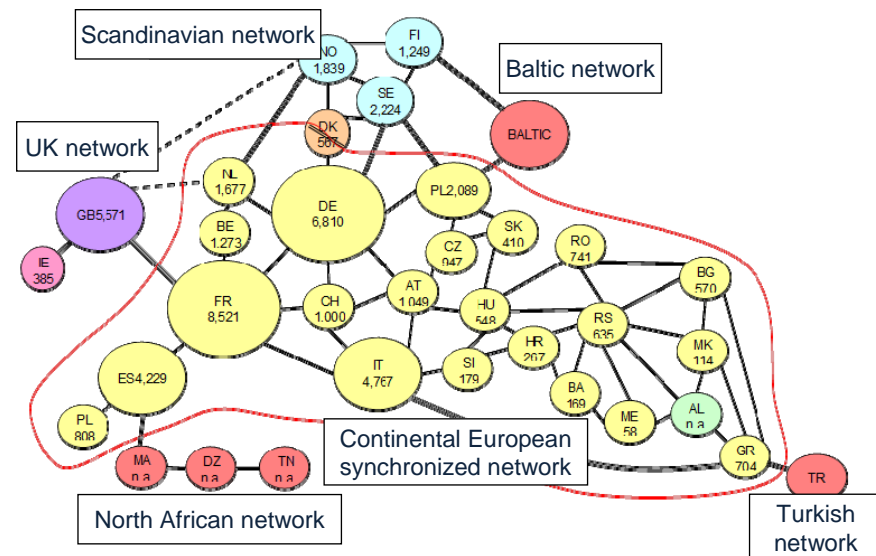 Scandinavian network
NO
1,839
FI
1,249
Baltic network
SE
2,224
DK
567
BALTIC
UK network
NL
1,677
PL2,089
DE
6,810
GB5,571
BE
1.273
SK
410
CZ
947
RO
741
IE
385
BG
570
AT
1,049
FR
8,521
CH
1.000
HU
548
RS
635
HR
267
MK
114
IT
4,767
SI
179
ES4,229
BA
169
ME
58
AL
n.a
PL
808
Continental European
synchronized network
GR
704
MA
n.a
DZ
n.a
TN
n.a
TR
North African network
Turkish
network